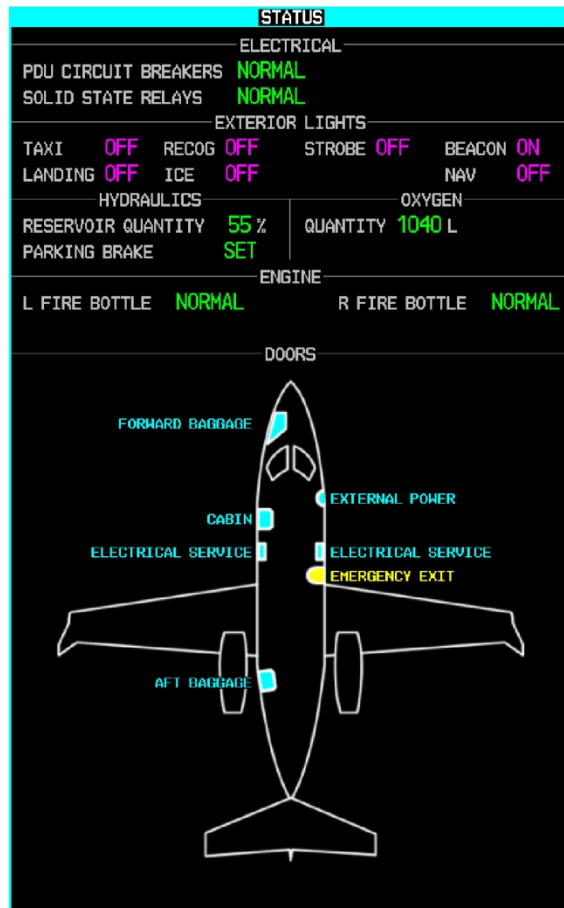 STATUS
ELECTRICAL
PDU CIRCUIT BREAKERS NORMAL
SOLID STATE RELAYS NORMAL
EXTERIOR LIGHTS
TAXI OFF RECOG OFF STROBE OFF BEACON ON
LANDING OFF ICE OFF NAV OFF
HYDRAULICS OXYGEN
RESERVOIR QUANTITY 55 % QUANTITY 1040 L
PARKING BRAKE SET
ENGINE
L FIRE BOTTLE NORMAL R FIRE BOTTLE NORMAL
DOORS
FORWARD BAGGAGE
EXTERNAL POWER
CABIN
ELECTRICAL SERVICE ELECTRICAL SERVICE
EMERGENCY EXIT
AFT BAGGAGE